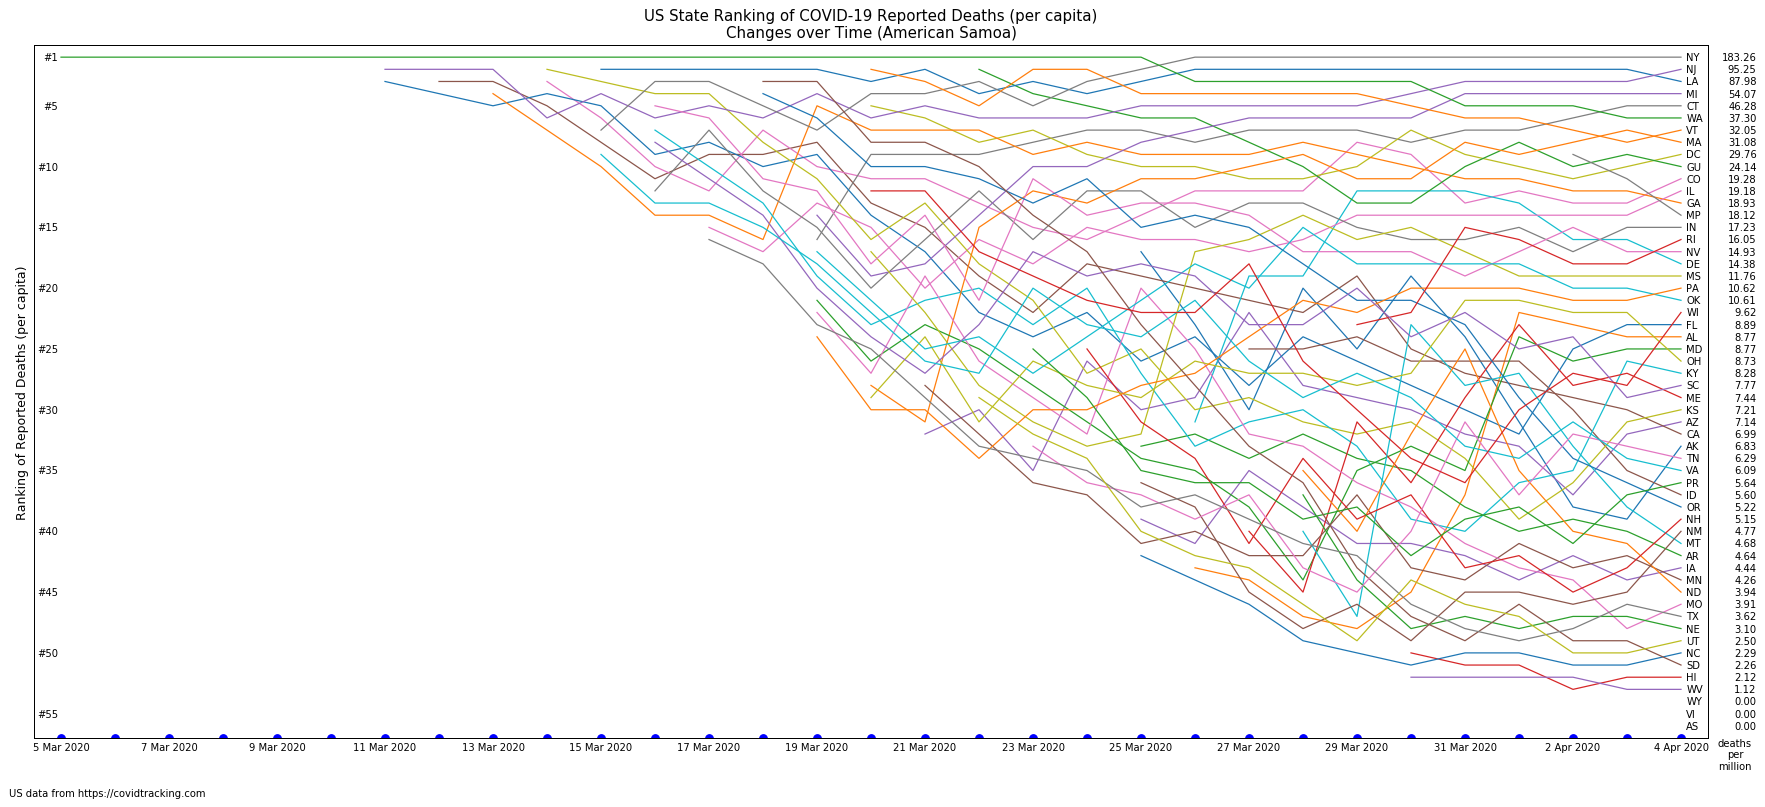 US State Ranking of COVID-19 Reported Deaths (per capita)
Changes over Time (American Samoa)
Ranking of Reported Deaths (per capita)
#1
#5
#10
#15
#20
#25
#30
#35
#40
#45
#50
#55
NY 183.26
NJ 95.25
LA 87.98
MI 54.07
CT 46.28
WA 37.30
VT 32.05
MA 31.08
DC 29.76
GU 24.14
CO 19.28
IL 19.18
GA 18.93
MP 18.12
IN 17.23
RI 16.05
NV 14.93
DE 14.38
MS 11.76
PA 10.62
OK 10.61
WI 9.62
FL 8.89
AL 8.77
MD 8.77
OH 8.73
KY 8.28
SC 7.77
ME 7.44
KS 7.21
AZ 7.14
CA 6.99
AK 6.83
TN 6.29
VA 6.09
PR 5.64
ID 5.60
OR 5.22
NH 5.15
NM 4.77
MT 4.68
AR 4.64
IA 4.44
MN 4.26
ND 3.94
MO 3.91
TX 3.62
NE 3.10
UT 2.50
NC 2.29
SD 2.26
HI 2.12
WV 1.12
WY 0.00
VI 0.00
AS 0.00
5 Mar 2020 7 Mar 2020 9 Mar 2020 11 Mar 2020 13 Mar 2020 15 Mar 2020 17 Mar 2020 19 Mar 2020 21 Mar 2020 23 Mar 2020 25 Mar 2020 27 Mar 2020 29 Mar 2020 31 Mar 2020 2 Apr 2020 4 Apr 2020
deaths
per
million
US data from https://covidtracking.com